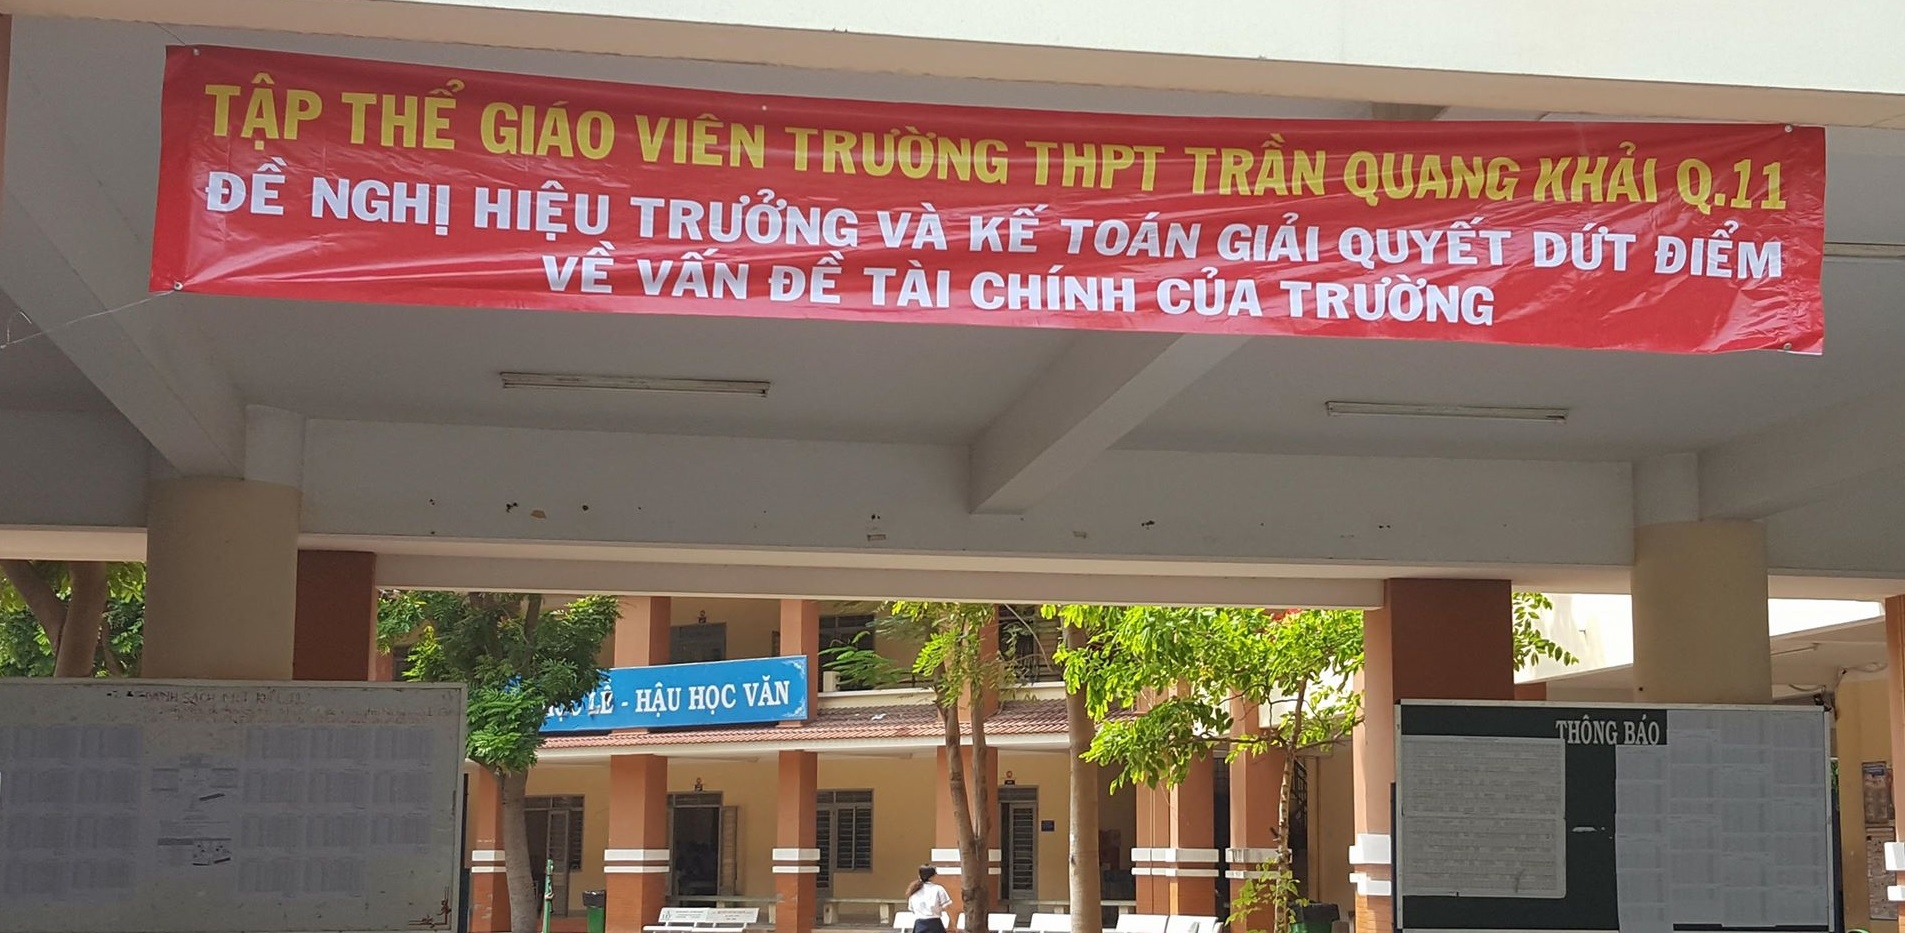 TẬP THỂ GIÁO VIÊN TRƯỜNG THPT TRẦN QUANG KHẢI Q.11
ĐỀ NGHỊ HIỆU TRƯỞNG VÀ KẾ TOÁN GIẢI QUYẾT DỨT ĐIỂM
VỀ VẤN ĐỀ TÀI CHÍNH CỦA TRƯỜNG
LỄ - HẬU HỌC VĂN
THÔNG BÁO